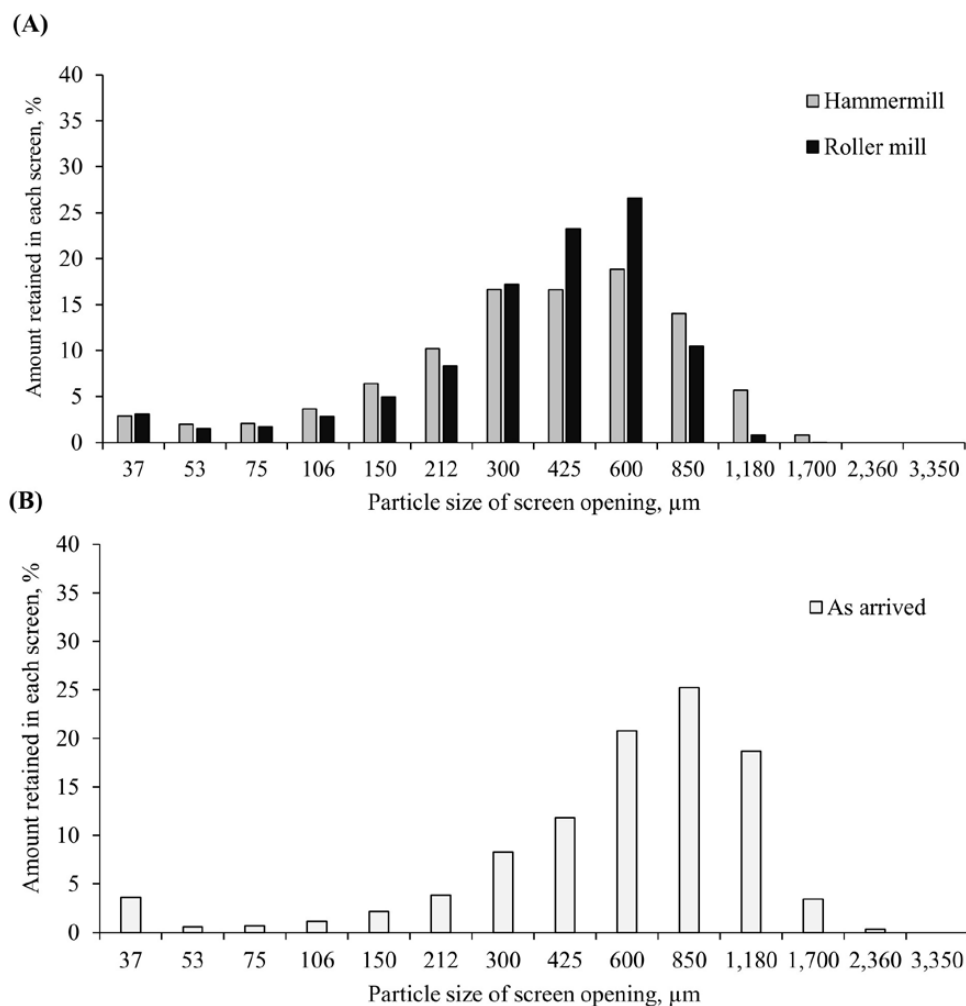 (A)
Amount retained in each screen, %
40
35
30
25
20
15
10
5
0
Hammermill
Roller mill
37 53 75 106 150 212 300 425 600 850 1,180 1,700 2,360 3,350
Particle size of screen opening, µm
(B)
Amount retained in each screen, %
40
35
30
25
20
15
10
5
0
As arrived
37 53 75 106 150 212 300 425 600 850 1,180 1,700 2,360 3,350
Particle size of screen opening, µm